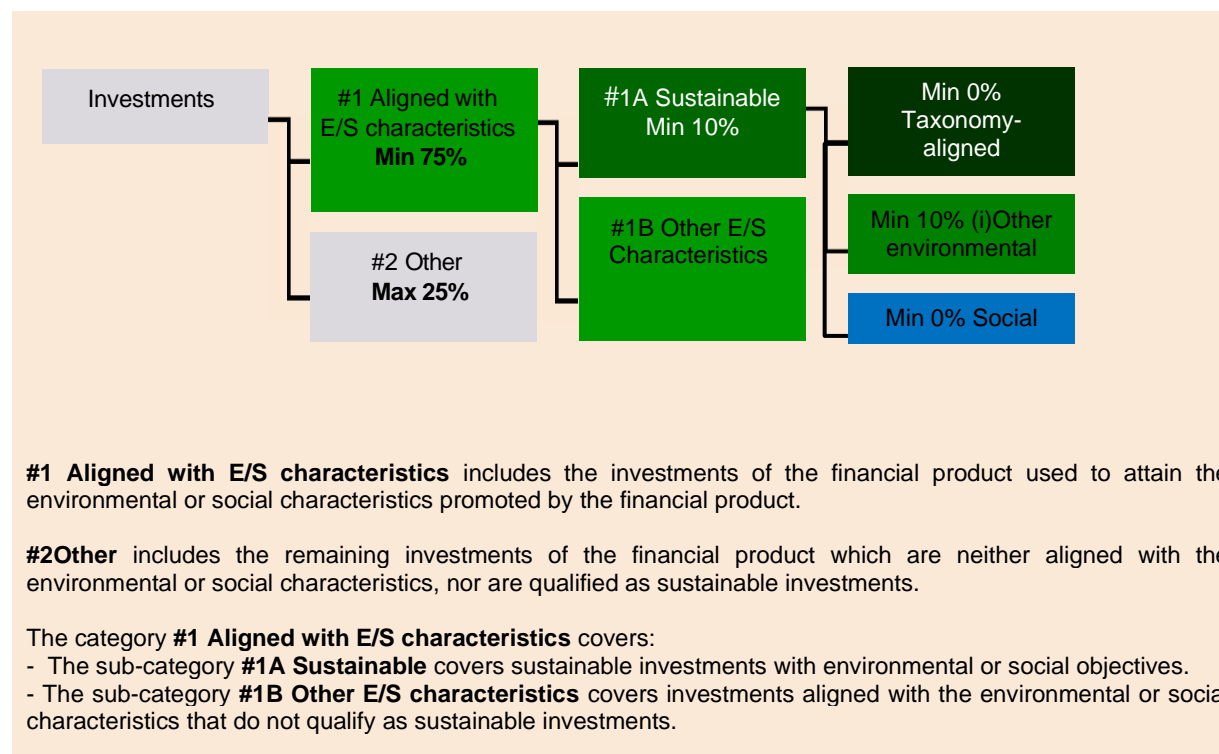 Investments
#1 Aligned with
E/S characteristics
Min 75%
#2 Other
Max 25%
#1A Sustainable
Min 10%
#1B Other E/S
Characteristics
Min 0%
Taxonomy-
aligned
Min 10% (i)Other
environmental
Min 0% Social
#1 Aligned with E/S characteristics includes the investments of the financial product used to attain the
environmental or social characteristics promoted by the financial product.
#2Other includes the remaining investments of the financial product which are neither aligned with the
environmental or social characteristics, nor are qualified as sustainable investments.
The category #1 Aligned with E/S characteristics covers:
- The sub-category #1A Sustainable covers sustainable investments with environmental or social objectives.
- The sub-category #1B Other E/S characteristics covers investments aligned with the environmental or social
characteristics that do not qualify as sustainable investments.